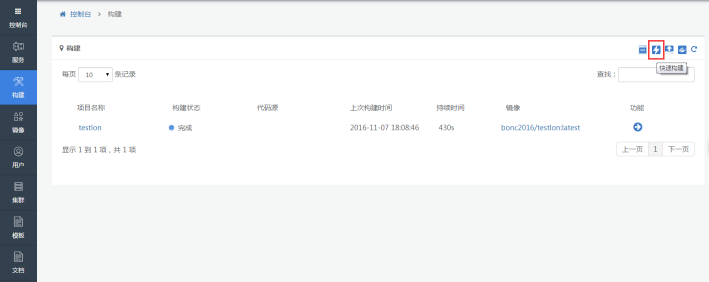 控制台 > 构建
控制台
服务
构建
镜像
用户
集群
模板
文档
构建
快速构建
每页 10 条记录
查找：
项目名称 构建状态 代码源 上次构建时间 持续时间 镜像 功能
testlon 完成 2016-11-07 18:08:46 430s bonc2016/testlon:latest
显示 1 到 1 项，共 1 项
上一页 1 下一页